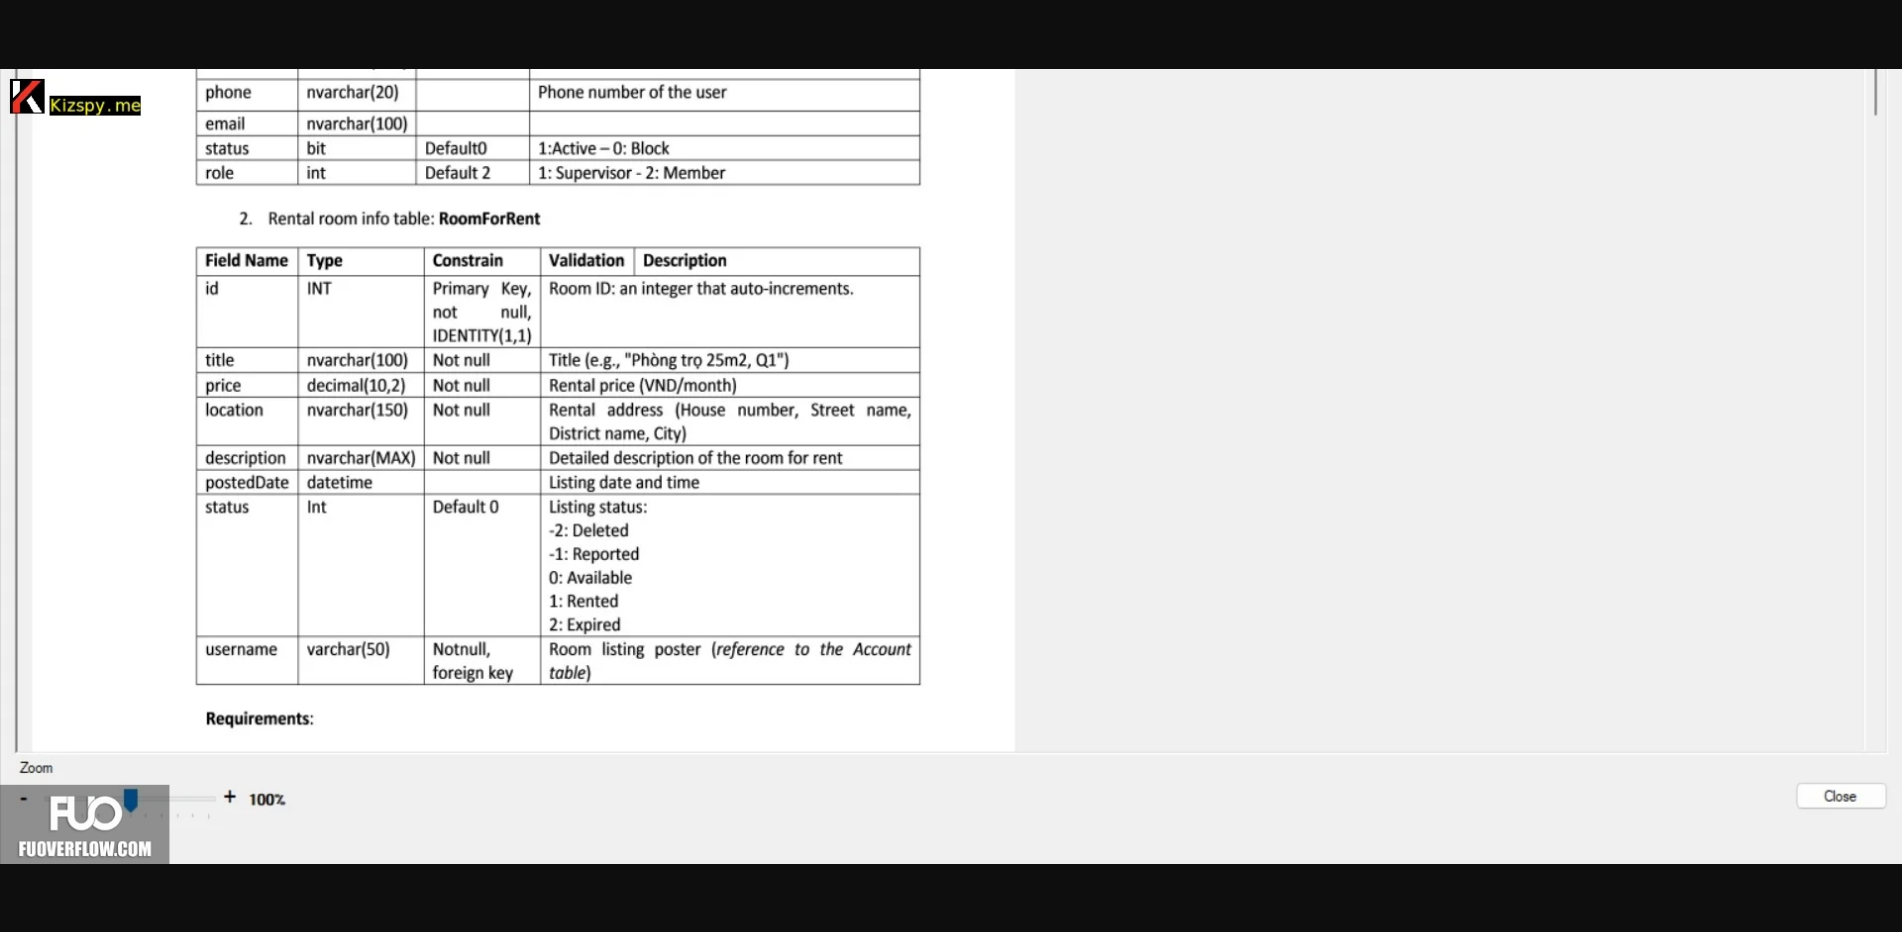 Kizspy.me
phone nvarchar(20) Phone number of the user
email nvarchar(100)
status bit Default0 1:Active – 0: Block
role int Default 2 1: Supervisor - 2: Member
2. Rental room info table: RoomForRent
Field Name Type Constrain Validation Description
id INT Primary Key, Room ID: an integer that auto-increments.
not null,
IDENTITY(1,1)
title nvarchar(100) Not null Title (e.g., "Phòng trọ 25m2, Q1")
price decimal(10,2) Not null Rental price (VND/month)
location nvarchar(150) Not null Rental address (House number, Street name,
District name, City)
description nvarchar(MAX) Not null Detailed description of the room for rent
postedDate datetime Listing date and time
status Int Default 0 Listing status:
-2: Deleted
-1: Reported
0: Available
1: Rented
2: Expired
username varchar(50) Notnull, Room listing poster (reference to the Account
foreign key table)
Requirements:
Zoom
- + 100%
Close
FUO
FUOVERFLOW.COM